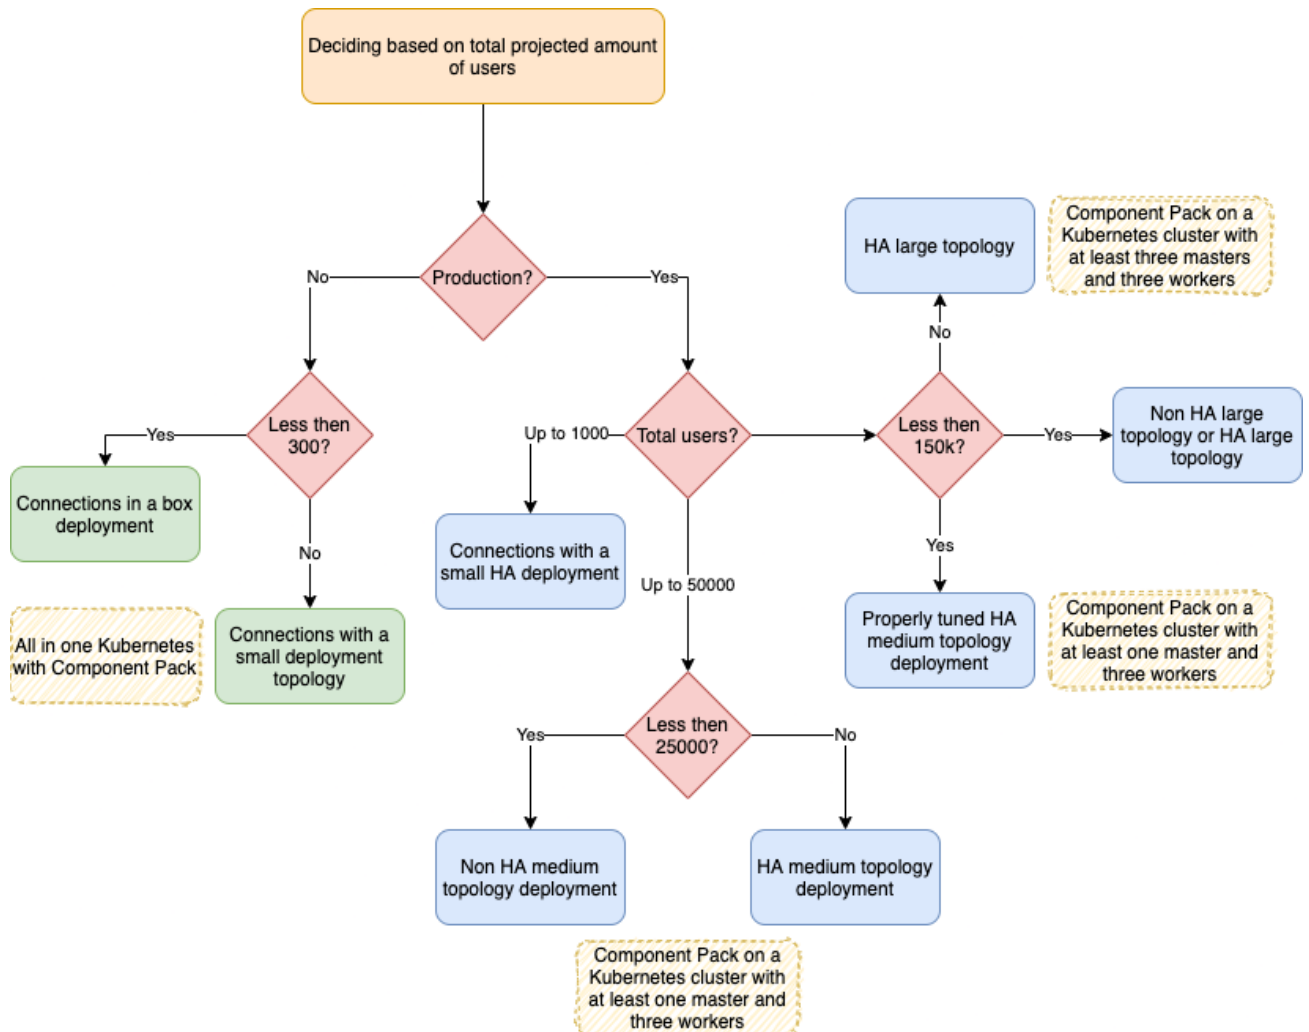 Deciding based on total projected amount
of users
Production?
No
Yes
HA large topology
Component Pack on a
Kubernetes cluster with
at least three masters
and three workers
No
Less then
300?
Yes
Total users?
Up to 1000
Less then
150k?
Yes
Non HA large
topology or HA large
topology
Connections in a box
deployment
No
Connections with a
small HA deployment
Up to 50000
Yes
All in one Kubernetes
with Component Pack
Connections with a
small deployment
topology
Properly tuned HA
medium topology
deployment
Component Pack on a
Kubernetes cluster with
at least one master and
three workers
Less then
25000?
Yes
No
Non HA medium
topology deployment
HA medium topology
deployment
Component Pack on a
Kubernetes cluster with
at least one master and
three workers